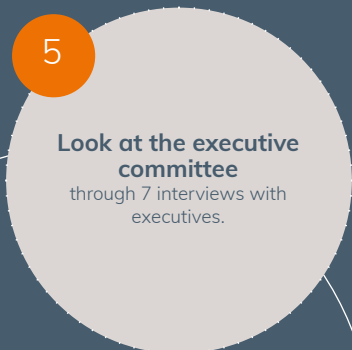 5
Look at the executive
committee
through 7 interviews with
executives.